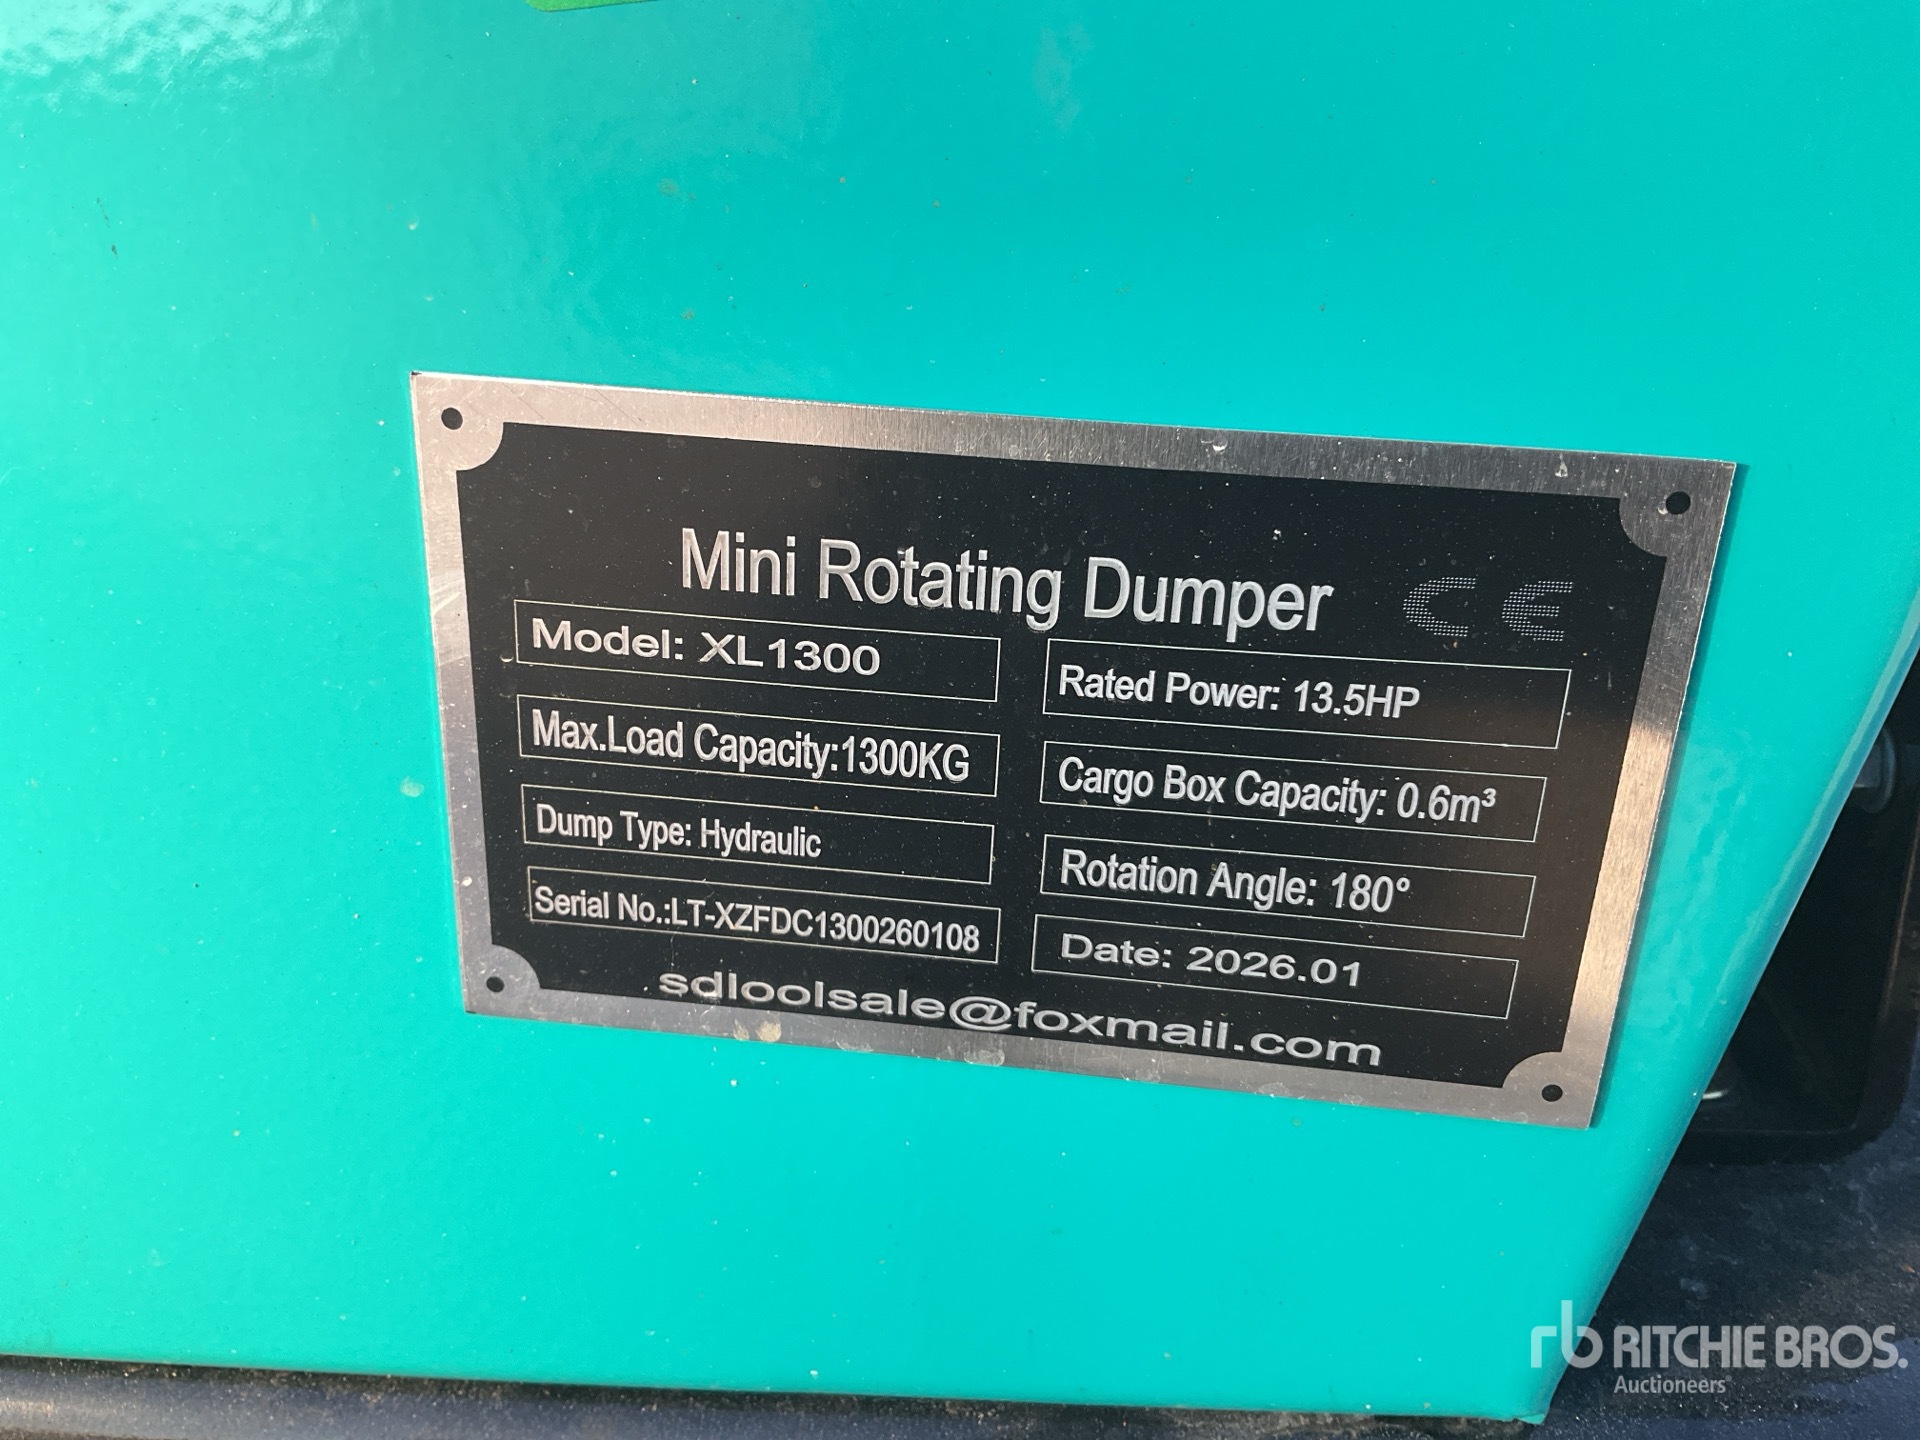 Mini Rotating Dumper CE
Model: XL1300
Rated Power: 13.5HP
Max.Load Capacity:1300KG
Cargo Box Capacity: 0.6m³
Dump Type: Hydraulic
Rotation Angle: 180°
Serial No.:LT-XZFDC1300260108
Date: 2026.01
sdloolsale@foxmail.com
rb RITCHIE BROS.
Auctioneers